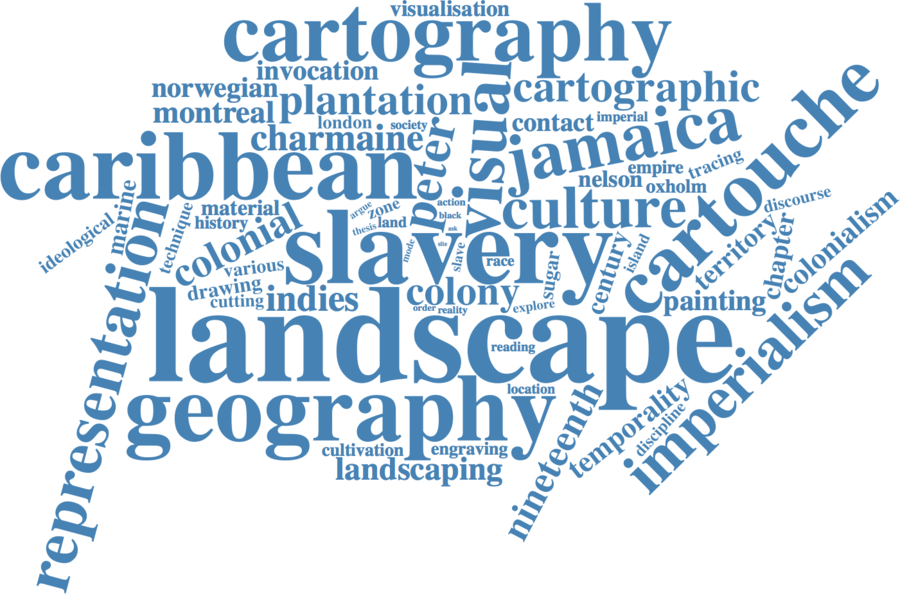 visualisation
cartography
invocation
norwegian
plantation
cartographic
montreal
london
society
charmaine
visual
contact
imperial
jamaica
cartouche
caribbean
peter
empire
tracing
nelson
oxholm
ideological
marine
material
history
technique
argue
zone
action
black
culture
discourse
thesis
land
ask
colonial
slavery
mode
site
slave
race
century
island
territory
chapter
colonialism
various
drawing
cutting
indies
colony
sugar
explore
order
reality
painting
representation
landscape
reading
imperialism
geography
location
nineteenth
temporality
discipline
cultivation
engraving
landscaping